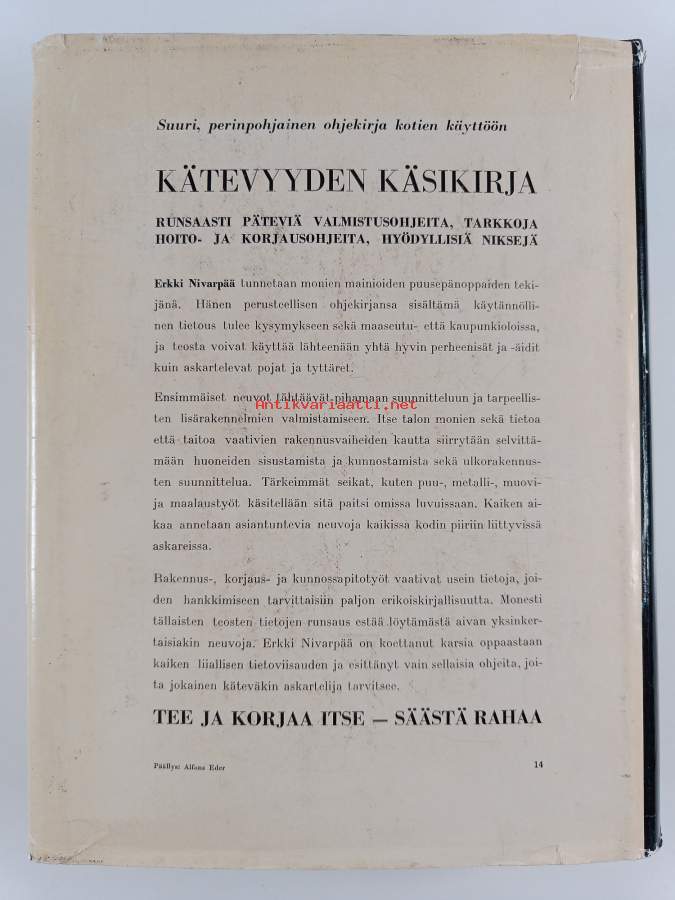 Suuri, perinpohjainen ohjekirja kotien käyttöön
KÄTEVYYDEN KÄSIKIRJA
RUNSAASTI PÄTEVIÄ VALMISTUSOHJEITA, TARKKOJA
HOITO- JA KORJAUSOHJEITA, HYÖDYLLISIÄ NIKSEJÄ
Erkki Nivarpää tunnetaan monien mainioiden puusepänoppaiden teki-
jänä. Hänen perusteellisen ohjekirjansa sisältämä käytännölli-
nen tietous tulee kysymykseen sekä maaseutu- että kaupunkioloissa,
ja teosta voivat käyttää lähteenään yhtä hyvin perheenisät ja -äidit
kuin askartelevat pojat ja tyttäret.
Ensimmäiset neuvot tähtäävät pihamaan suunnitteluun ja tarpeellis-
Antikvariaatti.net
ten lisärakennelmien valmistamiseen. Itse talon monien sekä tietoa
että taitoa vaativien rakennusvaiheiden kautta siirrytään selvittä-
mään huoneiden sisustamista ja kunnostamista sekä ulkorakennus-
ten suunnittelua. Tärkeimmät seikat, kuten puu-, metalli-, muovi-
ja maalaustyöt käsitellään sitä paitsi omissa luvuissaan. Kaiken ai-
kaa annetaan asiantuntevia neuvoja kaikissa kodin piiriin liittyvissä
askareissa.
Rakennus-, korjaus- ja kunnossapitotyöt vaativat usein tietoja, joi-
den hankkimiseen tarvittaisiin paljon erikoiskirjallisuutta. Monesti
tällaisten teosten tietojen runsaus estää löytämästä aivan yksinker-
taisiakin neuvoja. Erkki Nivarpää on koettanut karsia oppaastaan
kaiken liiallisen tietoviisauden ja esittänyt vain sellaisia ohjeita, joi-
ta jokainen käteväkin askartelija tarvitsee.
TEE JA KORJAA ITSE — SÄÄSTÄ RAHAA
Päällys: Alfons Eder
14